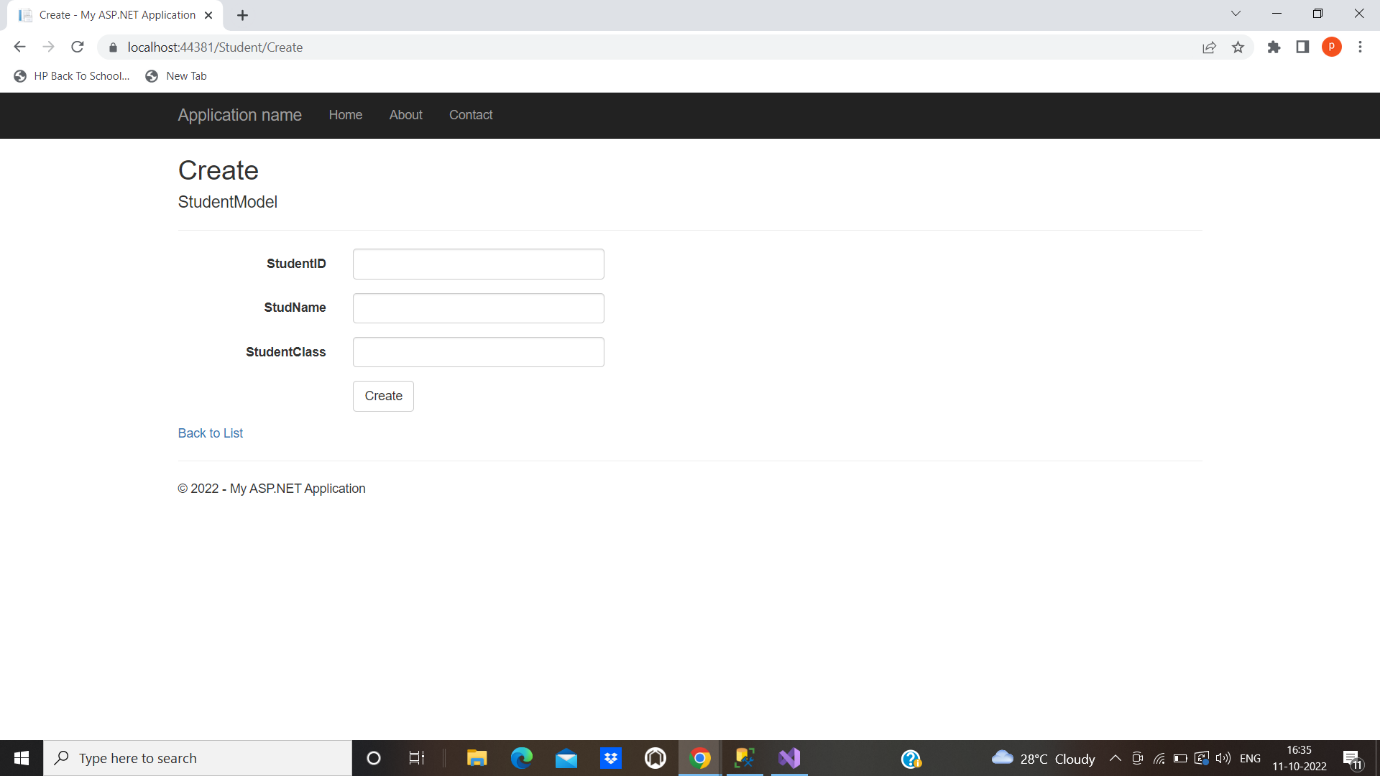 Create - My ASP.NET Application
localhost:44381/Student/Create
P
HP Back To School... New Tab
Application name Home About Contact
Create
StudentModel
StudentID
StudName
StudentClass
Create
Back to List
© 2022 - My ASP.NET Application
Type here to search
28°C Cloudy
ENG
16:35
11-10-2022
11